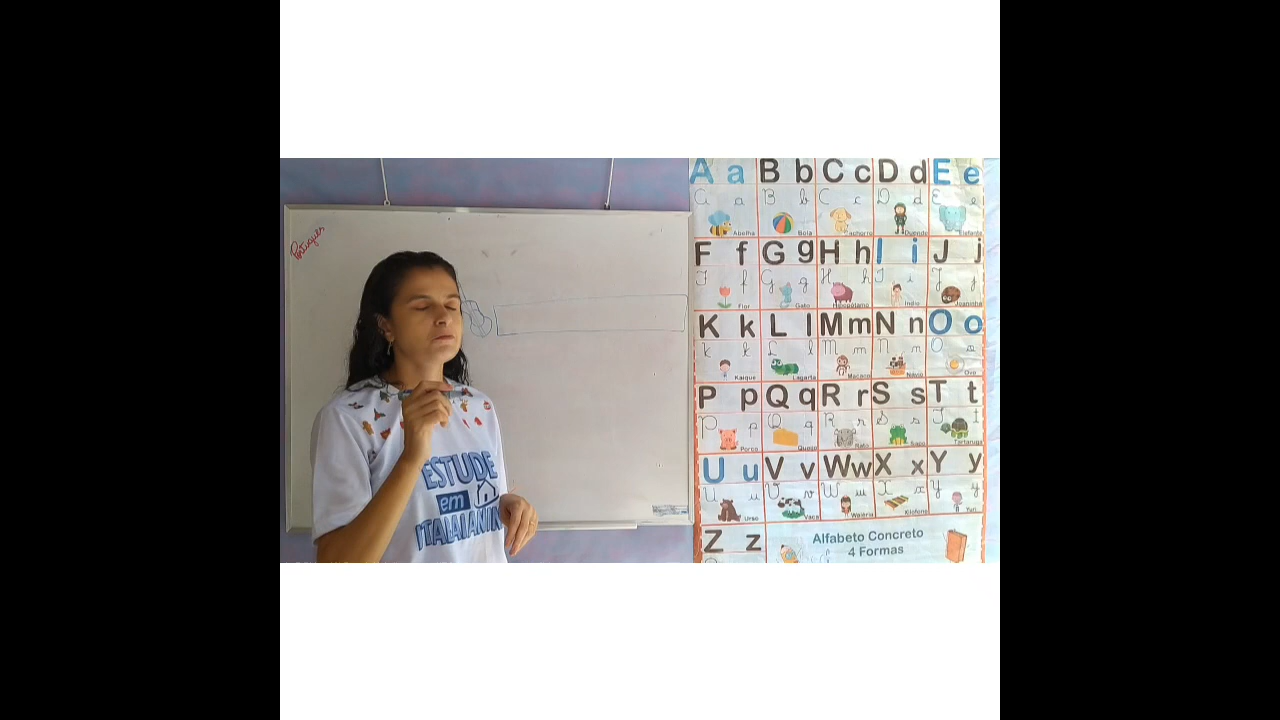 Português
ESTUDE
em
ITABAIANIN
A a B b C c D d E e
A a B b C c D d E e
Abelha Bola Cachorro Duende Elefante
F f G g H h I i J j
F f G g H h I i J j
Flor Gato Hipopótamo Índio Joaninha
K k L l M m N n O o
K k L l M m N n O o
Kaique Lagarta Macaco Navio Ovo
P p Q q R r S s T t
P p Q q R r S s T t
Porco Queijo Rato Sapo Tartaruga
U u V v W w X x Y y
U u V v W w X x Y y
Urso Vaca Waleria Xilofone Yuri
Z z
Alfabeto Concreto
4 Formas